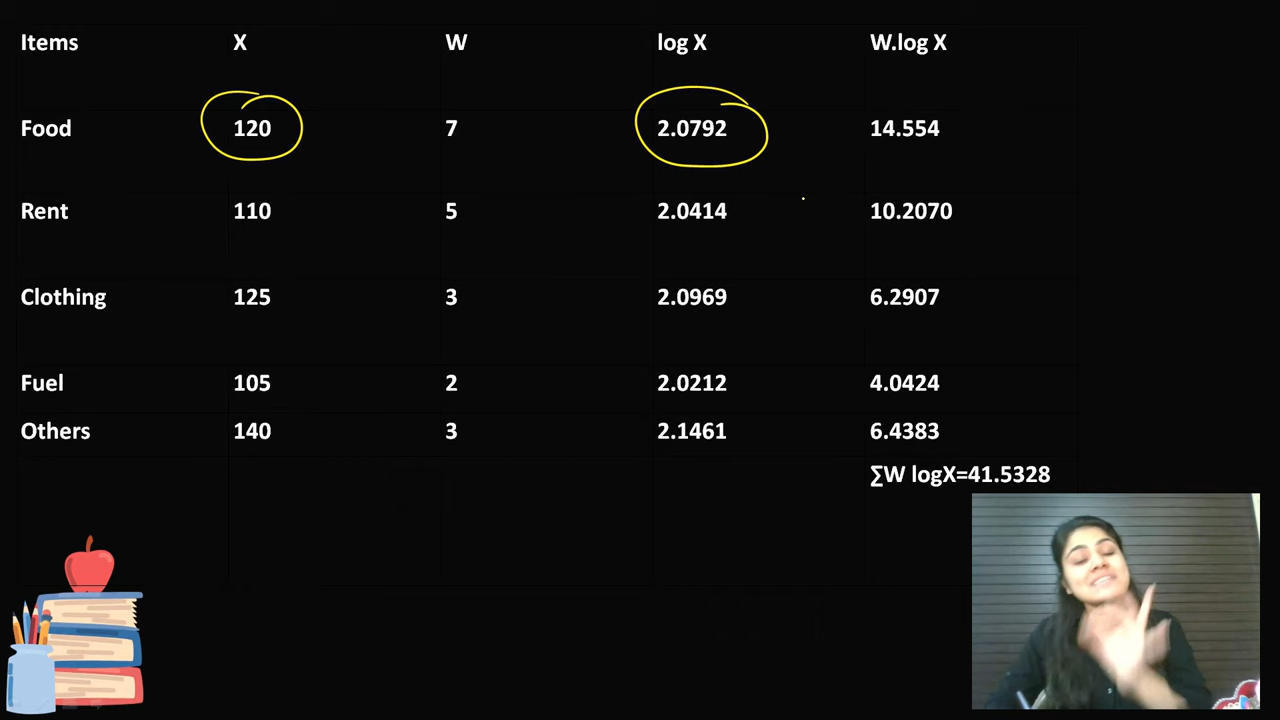 Items X W log X W.log X
Food 120 7 2.0792 14.554
Rent 110 5 2.0414 10.2070
Clothing 125 3 2.0969 6.2907
Fuel 105 2 2.0212 4.0424
Others 140 3 2.1461 6.4383
∑W logX=41.5328